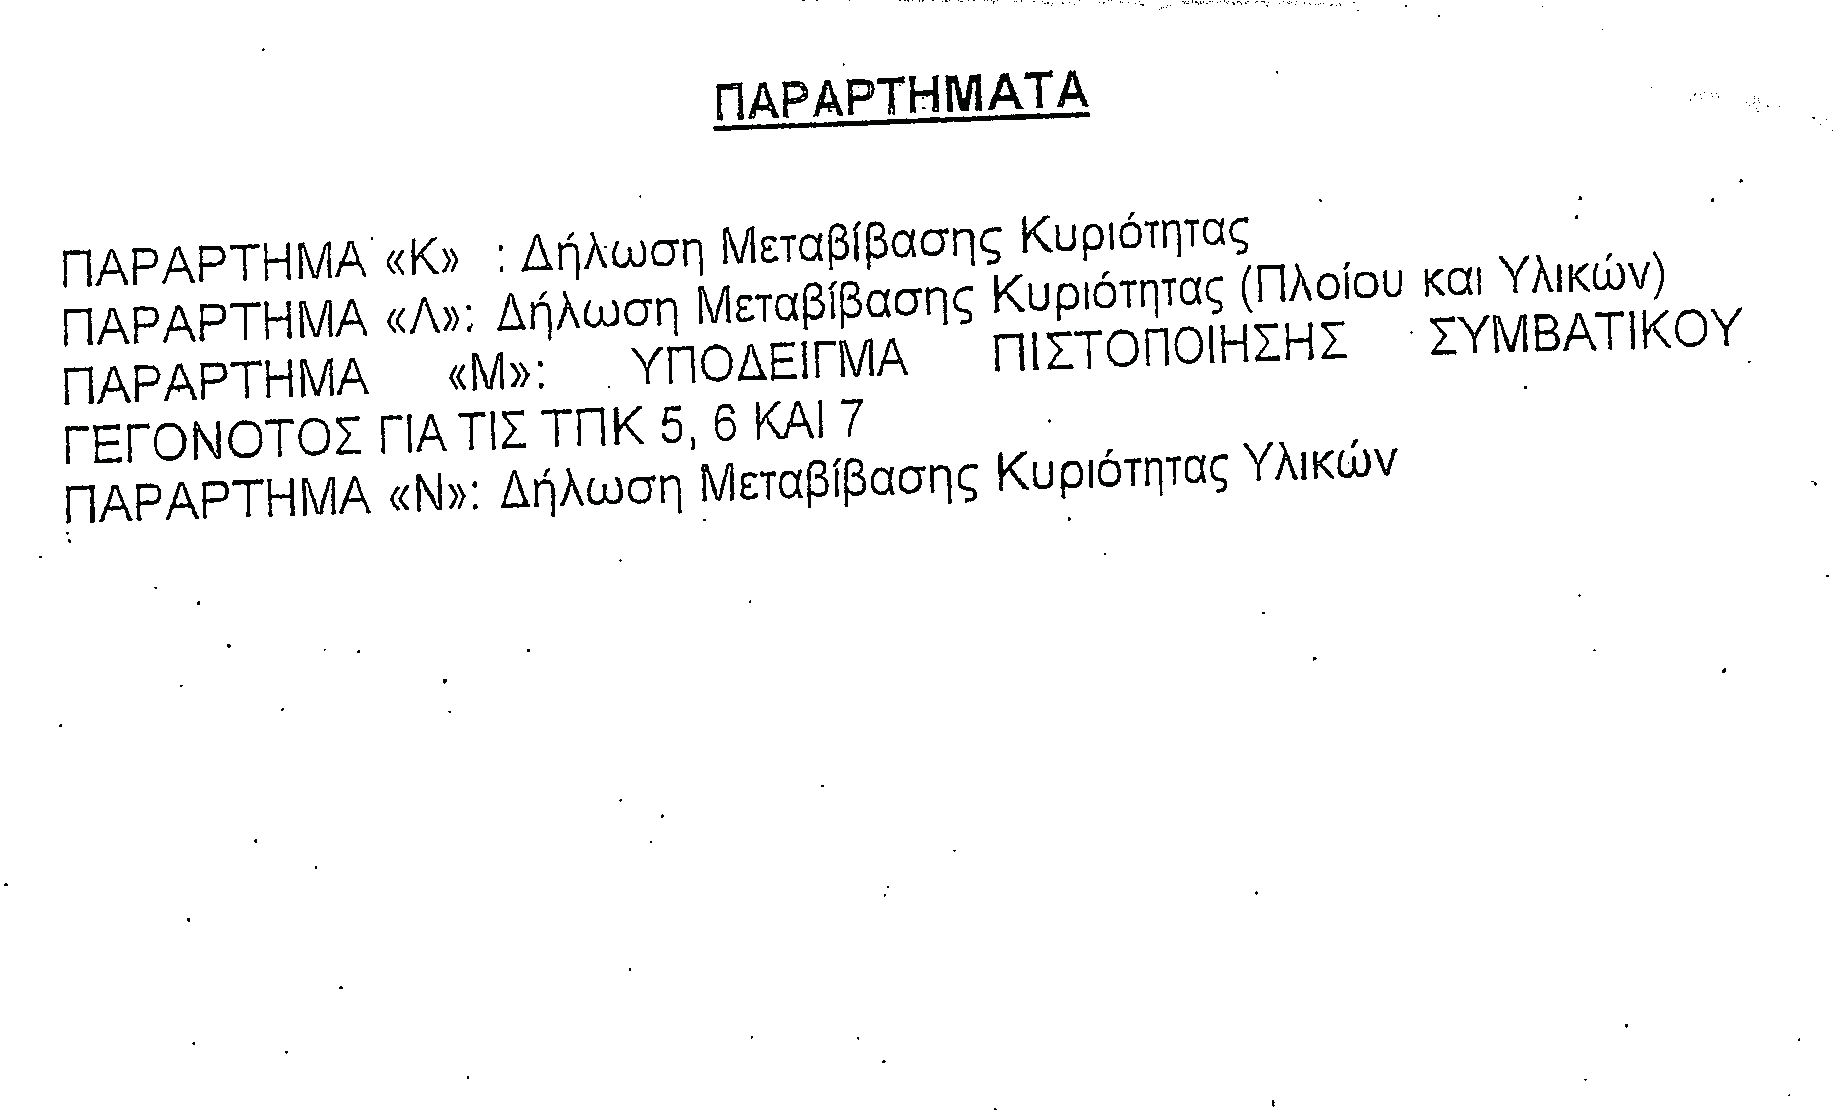 ΠΑΡΑΡΤΗΜΑΤΑ
ΠΑΡΑΡΤΗΜΑ «Κ» : Δήλωση Μεταβίβασης Κυριότητας
ΠΑΡΑΡΤΗΜΑ «Λ»: Δήλωση Μεταβίβασης Κυριότητας (Πλοίου και Υλικών)
ΠΑΡΑΡΤΗΜΑ «Μ»: ΥΠΟΔΕΙΓΜΑ ΠΙΣΤΟΠΟΙΗΣΗΣ ΣΥΜΒΑΤΙΚΟΥ
ΓΕΓΟΝΟΤΟΣ ΓΙΑ ΤΙΣ ΤΠΚ 5, 6 ΚΑΙ 7
ΠΑΡΑΡΤΗΜΑ «Ν»: Δήλωση Μεταβίβασης Κυριότητας Υλικών